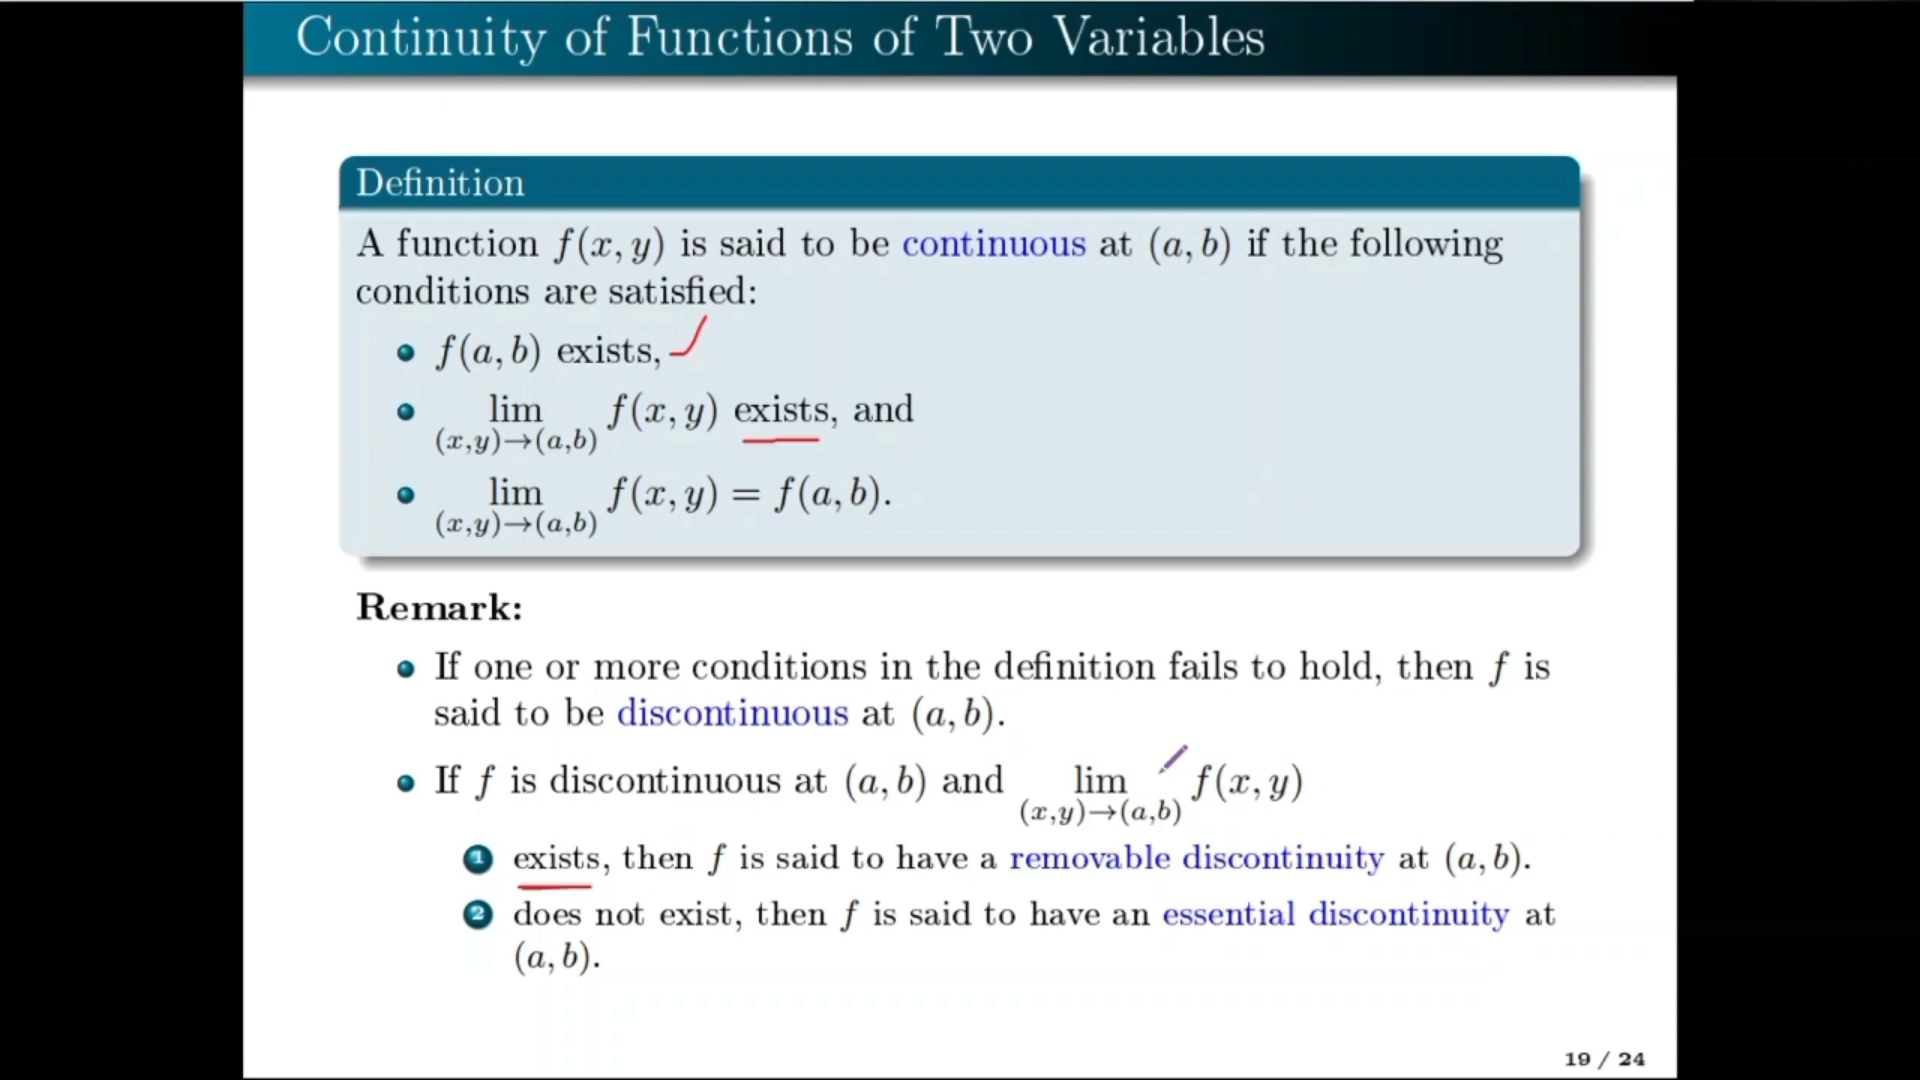 Continuity of Functions of Two Variables
Definition
A function f(x, y) is said to be continuous at (a, b) if the following
conditions are satisfied:
f(a, b) exists,
lim f(x, y) exists, and
(x,y)→(a,b)
lim f(x, y) = f(a, b).
(x,y)→(a,b)
Remark:
If one or more conditions in the definition fails to hold, then f is
said to be discontinuous at (a, b).
If f is discontinuous at (a, b) and lim f(x, y)
(x,y)→(a,b)
1 exists, then f is said to have a removable discontinuity at (a, b).
2 does not exist, then f is said to have an essential discontinuity at
(a, b).
19 / 24